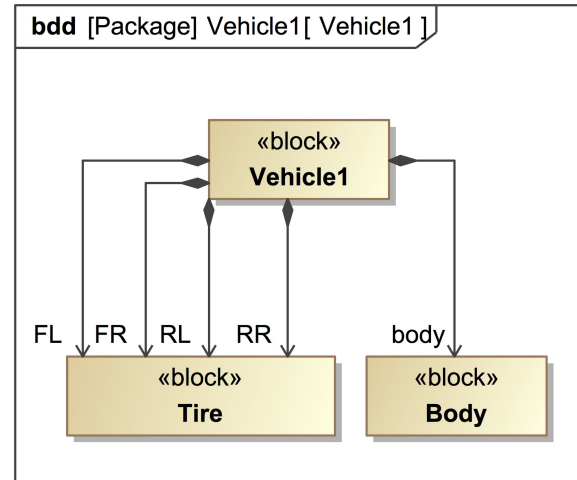 bdd [Package] Vehicle1[ Vehicle1 ]
«block»
Vehicle1
FL FR RL RR body
«block» «block»
Tire Body